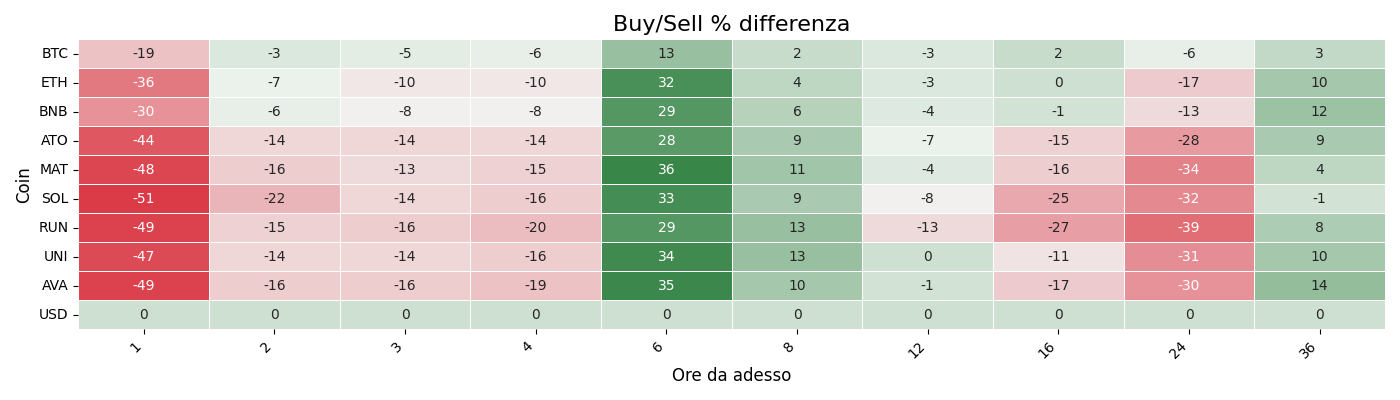 Buy/Sell % differenza
Coin
BTC -19 -3 -5 -6 13 2 -3 2 -6 3
ETH -36 -7 -10 -10 32 4 -3 0 -17 10
BNB -30 -6 -8 -8 29 6 -4 -1 -13 12
ATO -44 -14 -14 -14 28 9 -7 -15 -28 9
MAT -48 -16 -13 -15 36 11 -4 -16 -34 4
SOL -51 -22 -14 -16 33 9 -8 -25 -32 -1
RUN -49 -15 -16 -20 29 13 -13 -27 -39 8
UNI -47 -14 -14 -16 34 13 0 -11 -31 10
AVA -49 -16 -16 -19 35 10 -1 -17 -30 14
USD 0 0 0 0 0 0 0 0 0 0
1 2 3 4 6 8 12 16 24 36
Ore da adesso